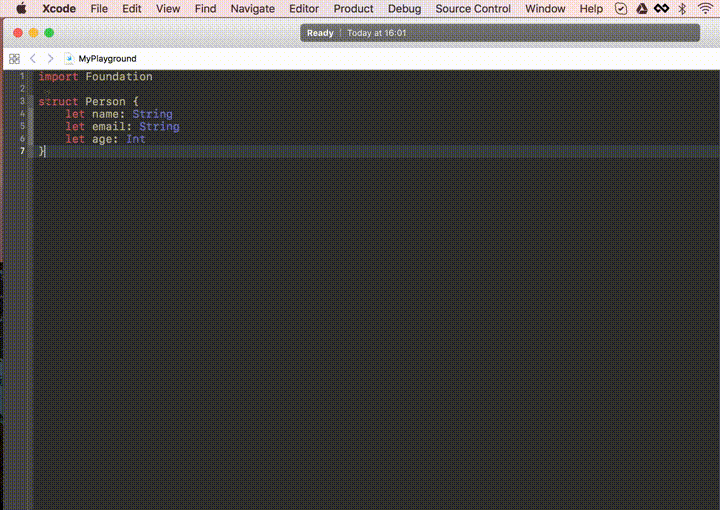 Xcode File Edit View Find Navigate Editor Product Debug Source Control Window Help
Ready | Today at 16:01
MyPlayground
1 import Foundation
2
3 struct Person {
4 let name: String
5 let email: String
6 let age: Int
7 }